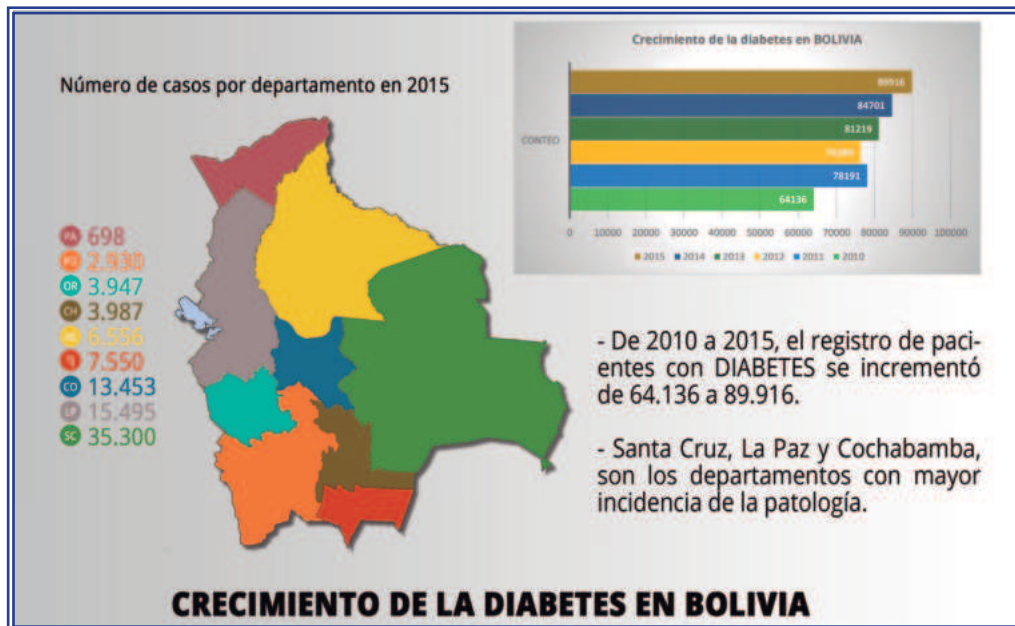 Número de casos por departamento en 2015
PA 698
PO 2.930
OR 3.947
CH 3.987
BE 6.556
TJ 7.550
CO 13.453
LP 15.495
SC 35.300
Crecimiento de la diabetes en BOLIVIA
CONTEO
89916
84701
81219
78191
64136
0 10000 20000 30000 40000 50000 60000 70000 80000 90000 100000
2015 2014 2013 2012 2011 2010
- De 2010 a 2015, el registro de paci-
entes con DIABETES se incrementó
de 64.136 a 89.916.
- Santa Cruz, La Paz y Cochabamba,
son los departamentos con mayor
incidencia de la patología.
CRECIMIENTO DE LA DIABETES EN BOLIVIA